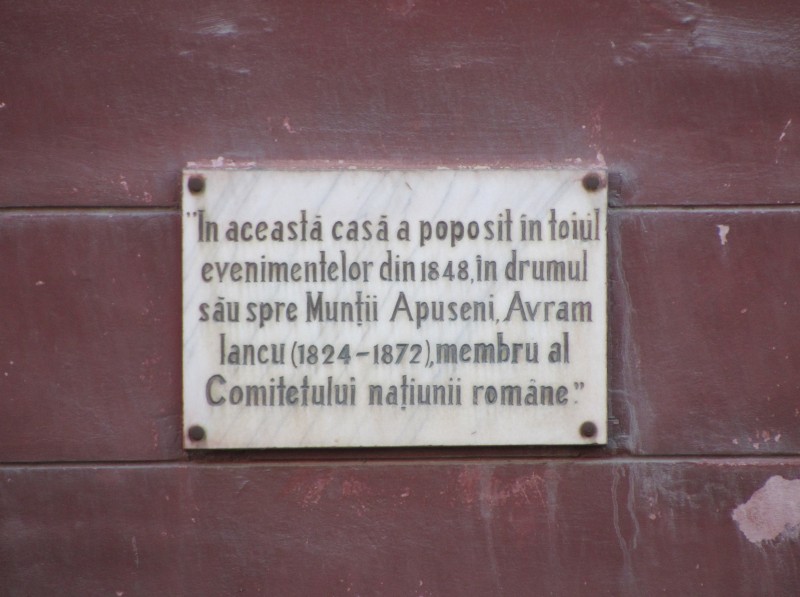 "In această casă a poposit în toiul
evenimentelor din 1848, în drumul
său spre Munții Apuseni, Avram
Iancu (1824-1872), membru al
Comitetului națiunii române."